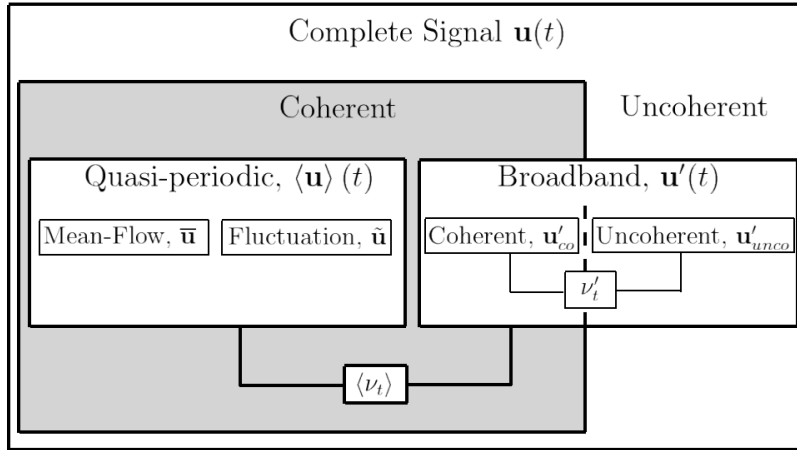 Complete Signal u(t)
Coherent
Uncoherent
Quasi-periodic, ⟨u⟩ (t)
Broadband, u′(t)
Mean-Flow, u̅
Fluctuation, ũ
Coherent, u′co
Uncoherent, u′unco
ν′t
⟨νt⟩